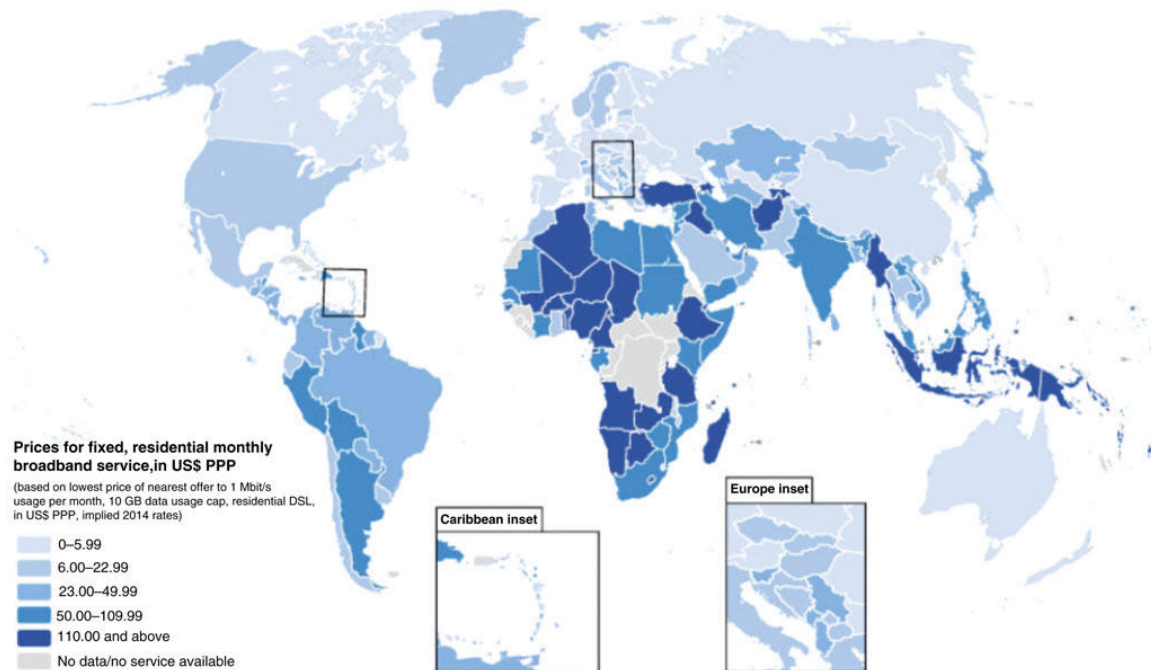 Prices for fixed, residential monthly
broadband service,in US$ PPP
(based on lowest price of nearest offer to 1 Mbit/s
usage per month, 10 GB data usage cap, residential DSL,
in US$ PPP, implied 2014 rates)
0–5.99
6.00–22.99
23.00–49.99
50.00–109.99
110.00 and above
No data/no service available
Caribbean inset
Europe inset